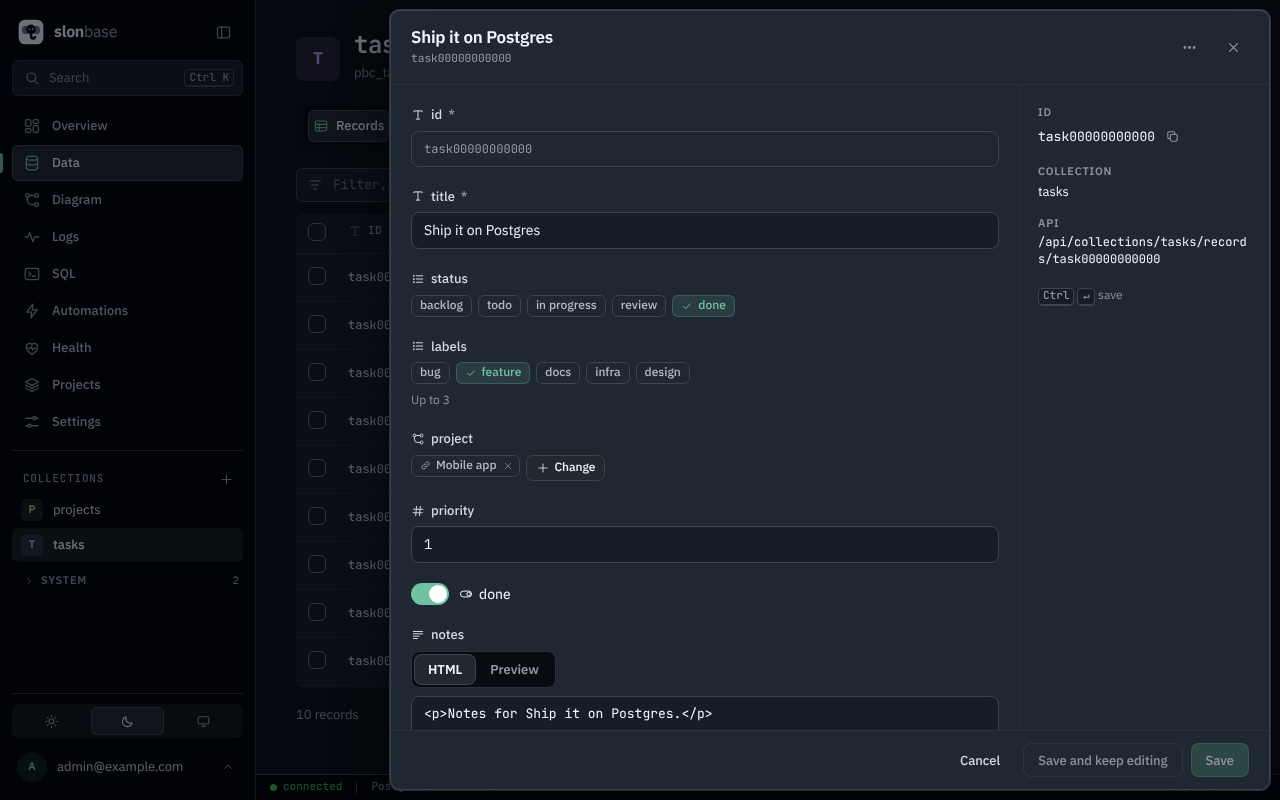 slonbase
Search
Ctrl K
Overview
Data
Diagram
Logs
SQL
Automations
Health
Projects
Settings
COLLECTIONS
P projects
T tasks
SYSTEM 2
A admin@example.com
T
Records
Filter,
ID
10 records
connected
Ship it on Postgres
task00000000000
id *
task00000000000
title *
Ship it on Postgres
status
backlog todo in progress review done
labels
bug feature docs infra design
Up to 3
project
Mobile app Change
priority
1
done
notes
HTML Preview
<p>Notes for Ship it on Postgres.</p>
ID
task00000000000
COLLECTION
tasks
API
/api/collections/tasks/record
s/task00000000000
Ctrl ↵ save
Cancel Save and keep editing Save